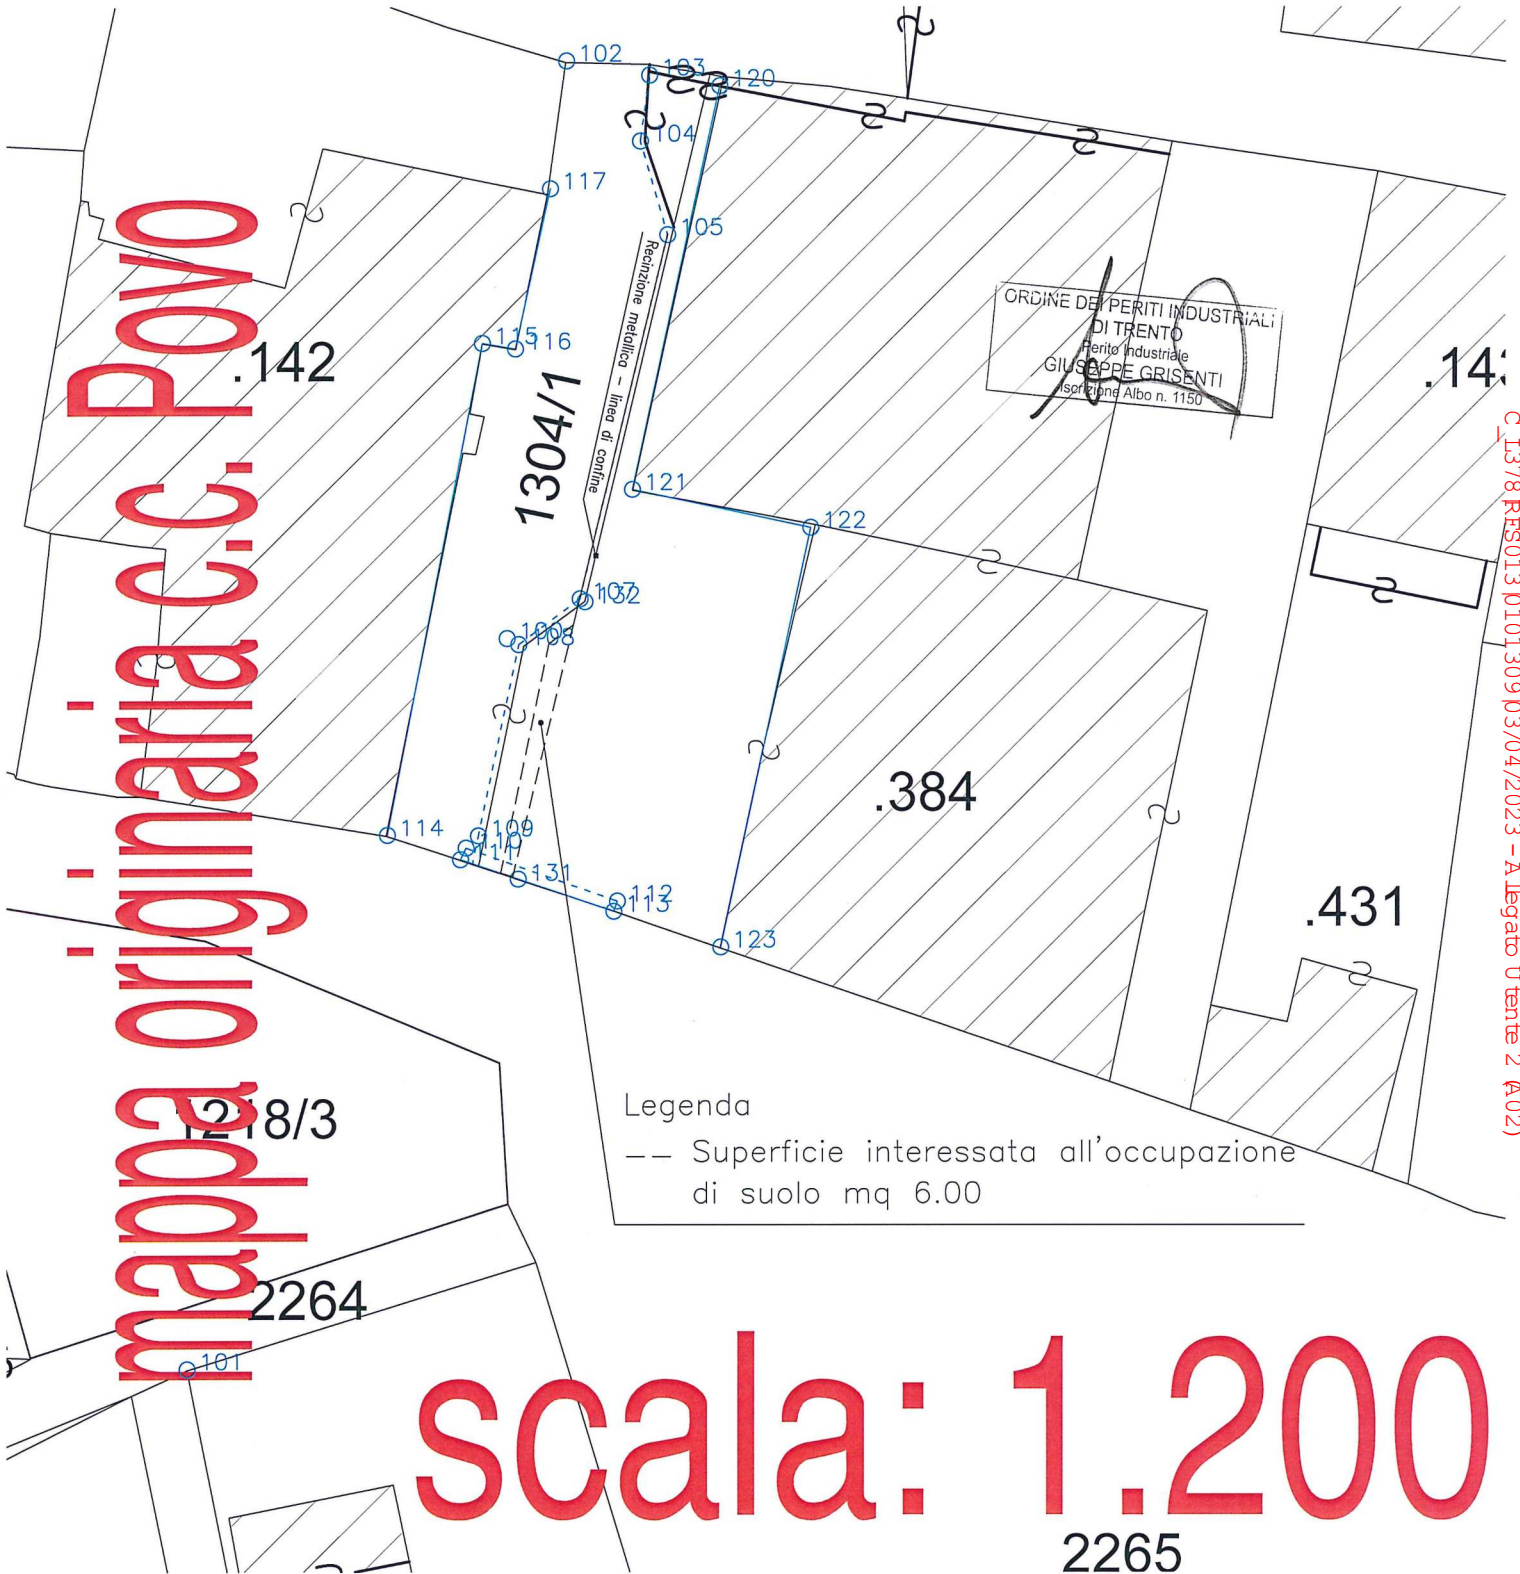 102
103
120
104
117
105
Recinzione metallica - linea di confine
ORDINE DEI PERITI INDUSTRIALI
DI TRENTO
Perito Industriale
GIUSEPPE GRISENTI
Iscrizione Albo n. 1150
115
116
.142
1304/1
121
122
107
132
108
.384
114
109
110
111
131
112
113
123
.431
mappa originaria c.c. Povo
1218/3
Legenda
-- Superficie interessata all'occupazione
di suolo mq 6.00
2264
101
scala: 1.200
2265